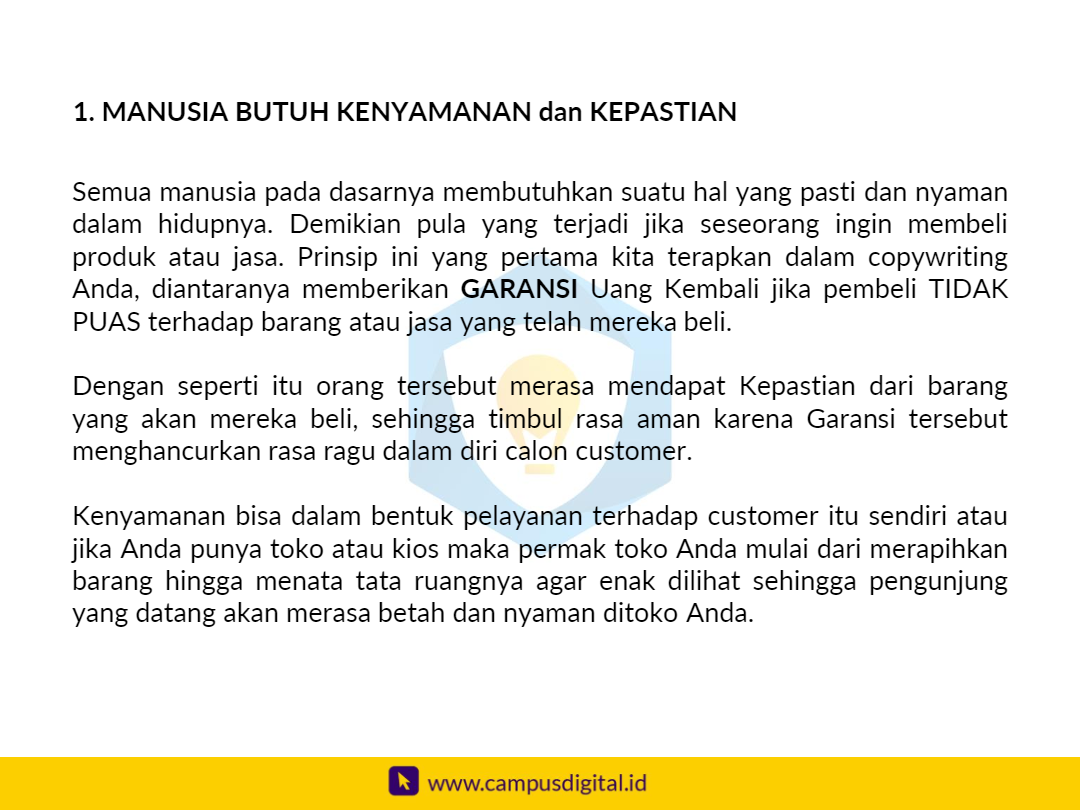 1. MANUSIA BUTUH KENYAMANAN dan KEPASTIAN
Semua manusia pada dasarnya membutuhkan suatu hal yang pasti dan nyaman
dalam hidupnya. Demikian pula yang terjadi jika seseorang ingin membeli
produk atau jasa. Prinsip ini yang pertama kita terapkan dalam copywriting
Anda, diantaranya memberikan GARANSI Uang Kembali jika pembeli TIDAK
PUAS terhadap barang atau jasa yang telah mereka beli.
Dengan seperti itu orang tersebut merasa mendapat Kepastian dari barang
yang akan mereka beli, sehingga timbul rasa aman karena Garansi tersebut
menghancurkan rasa ragu dalam diri calon customer.
Kenyamanan bisa dalam bentuk pelayanan terhadap customer itu sendiri atau
jika Anda punya toko atau kios maka permak toko Anda mulai dari merapihkan
barang hingga menata tata ruangnya agar enak dilihat sehingga pengunjung
yang datang akan merasa betah dan nyaman ditoko Anda.
www.campusdigital.id